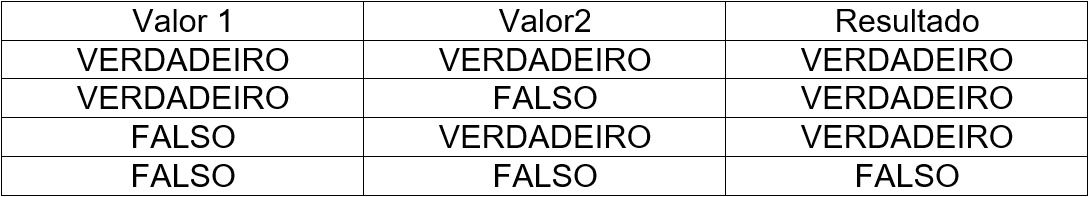 Valor 1 Valor2 Resultado
VERDADEIRO VERDADEIRO VERDADEIRO
VERDADEIRO FALSO VERDADEIRO
FALSO VERDADEIRO VERDADEIRO
FALSO FALSO FALSO